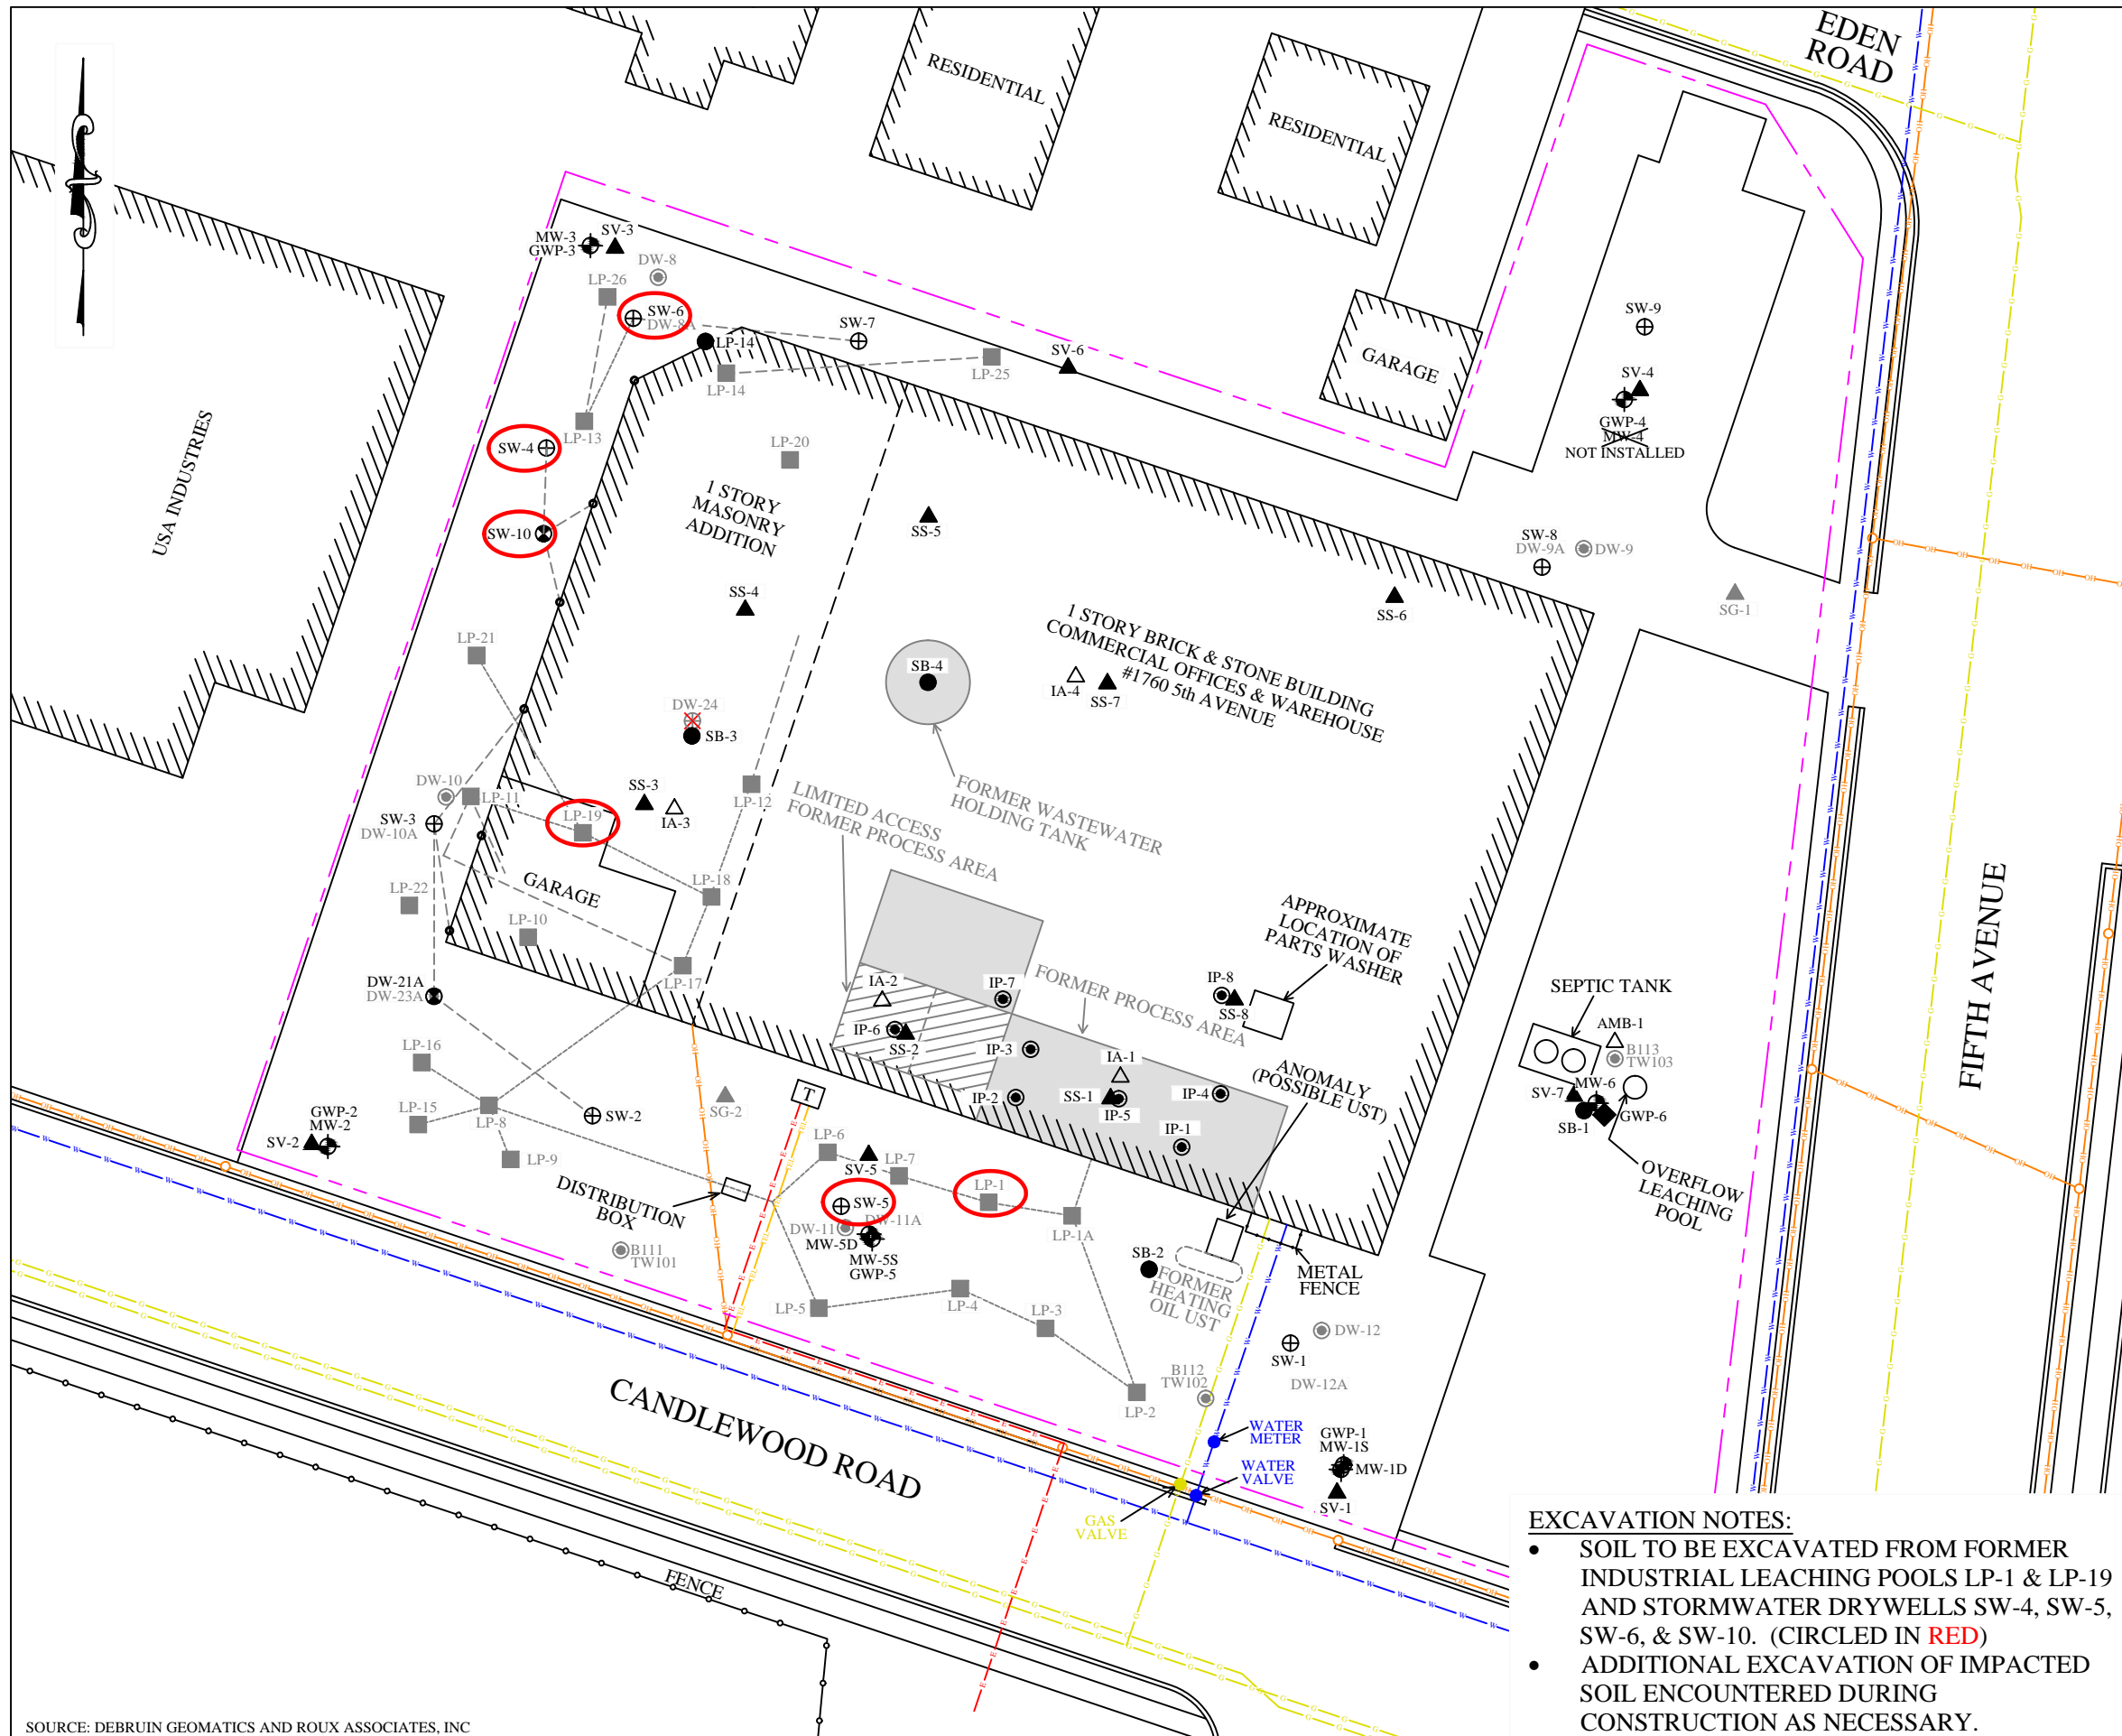 EDEN
ROAD
RESIDENTIAL
RESIDENTIAL
MW-3
GWP-3
SV-3
DW-8
LP-26
SW-6
DW-8A
SW-7
LP-14
LP-14
LP-25
SV-6
GARAGE
SW-9
SV-4
GWP-4
MW-4
NOT INSTALLED
USA INDUSTRIES
LP-13
SW-4
LP-20
1 STORY
MASONRY
ADDITION
SW-10
SS-5
SW-8
DW-9A
DW-9
SS-4
SS-6
SG-1
LP-21
1 STORY BRICK & STONE BUILDING
COMMERCIAL OFFICES & WAREHOUSE
#1760 5th AVENUE
SB-4
IA-4
SS-7
DW-24
SB-3
DW-10
LP-11
SS-3
IA-3
LP-12
LIMITED ACCESS
FORMER PROCESS AREA
FORMER WASTEWATER
HOLDING TANK
SW-3
DW-10A
LP-19
LP-22
GARAGE
LP-18
LP-10
APPROXIMATE
LOCATION OF
PARTS WASHER
FIFTH AVENUE
DW-21A
DW-23A
LP-17
IA-2
IP-7
FORMER PROCESS AREA
IP-8
SS-8
SEPTIC TANK
IP-6
SS-2
IP-3
IA-1
ANOMALY
(POSSIBLE UST)
AMB-1
B113
TW103
LP-16
SG-2
T
IP-2
SS-1
IP-5
IP-4
MW-6
SV-7
SB-1
GWP-6
GWP-2
MW-2
SV-2
LP-15
LP-8
SW-2
IP-1
LP-6
SV-5
LP-7
LP-9
LP-1
OVERFLOW
LEACHING
POOL
DISTRIBUTION
BOX
SW-5
DW-11
DW-11A
MW-5D
MW-5S
GWP-5
LP-1A
B111
TW101
SB-2
FORMER
HEATING
OIL UST
METAL
FENCE
LP-5
LP-4
LP-3
DW-12
SW-1
DW-12A
B112
TW102
LP-2
CANDLEWOOD ROAD
WATER
METER
WATER
VALVE
GWP-1
MW-1S
MW-1D
SV-1
GAS
VALVE
FENCE
EXCAVATION NOTES:
• SOIL TO BE EXCAVATED FROM FORMER
INDUSTRIAL LEACHING POOLS LP-1 & LP-19
AND STORMWATER DRYWELLS SW-4, SW-5,
SW-6, & SW-10. (CIRCLED IN RED)
• ADDITIONAL EXCAVATION OF IMPACTED
SOIL ENCOUNTERED DURING
CONSTRUCTION AS NECESSARY.
SOURCE: DEBRUIN GEOMATICS AND ROUX ASSOCIATES, INC